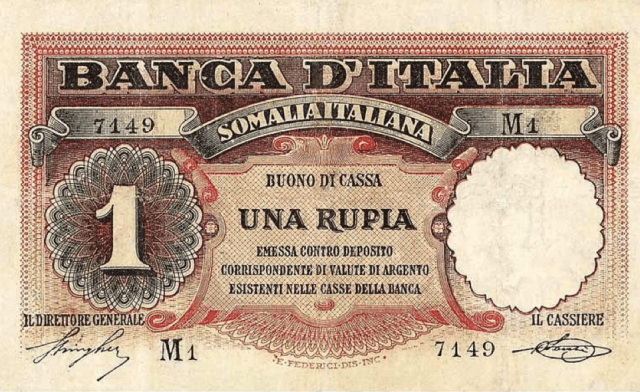 BANCA D'ITALIA
7149
SOMALIA ITALIANA
M1
BUONO DI CASSA
1
UNA RUPIA
EMESSA CONTRO DEPOSITO
CORRISPONDENTE DI VALUTE DI ARGENTO
ESISTENTI NELLE CASSE DELLA BANCA
IL DIRETTORE GENERALE
IL CASSIERE
Stringher
M1
7149
E·FEDERICI·DIS·INC·